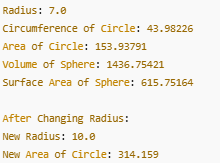 Radius: 7.0
Circumference of Circle: 43.98226
Area of Circle: 153.93791
Volume of Sphere: 1436.75421
Surface Area of Sphere: 615.75164
After Changing Radius:
New Radius: 10.0
New Area of Circle: 314.159